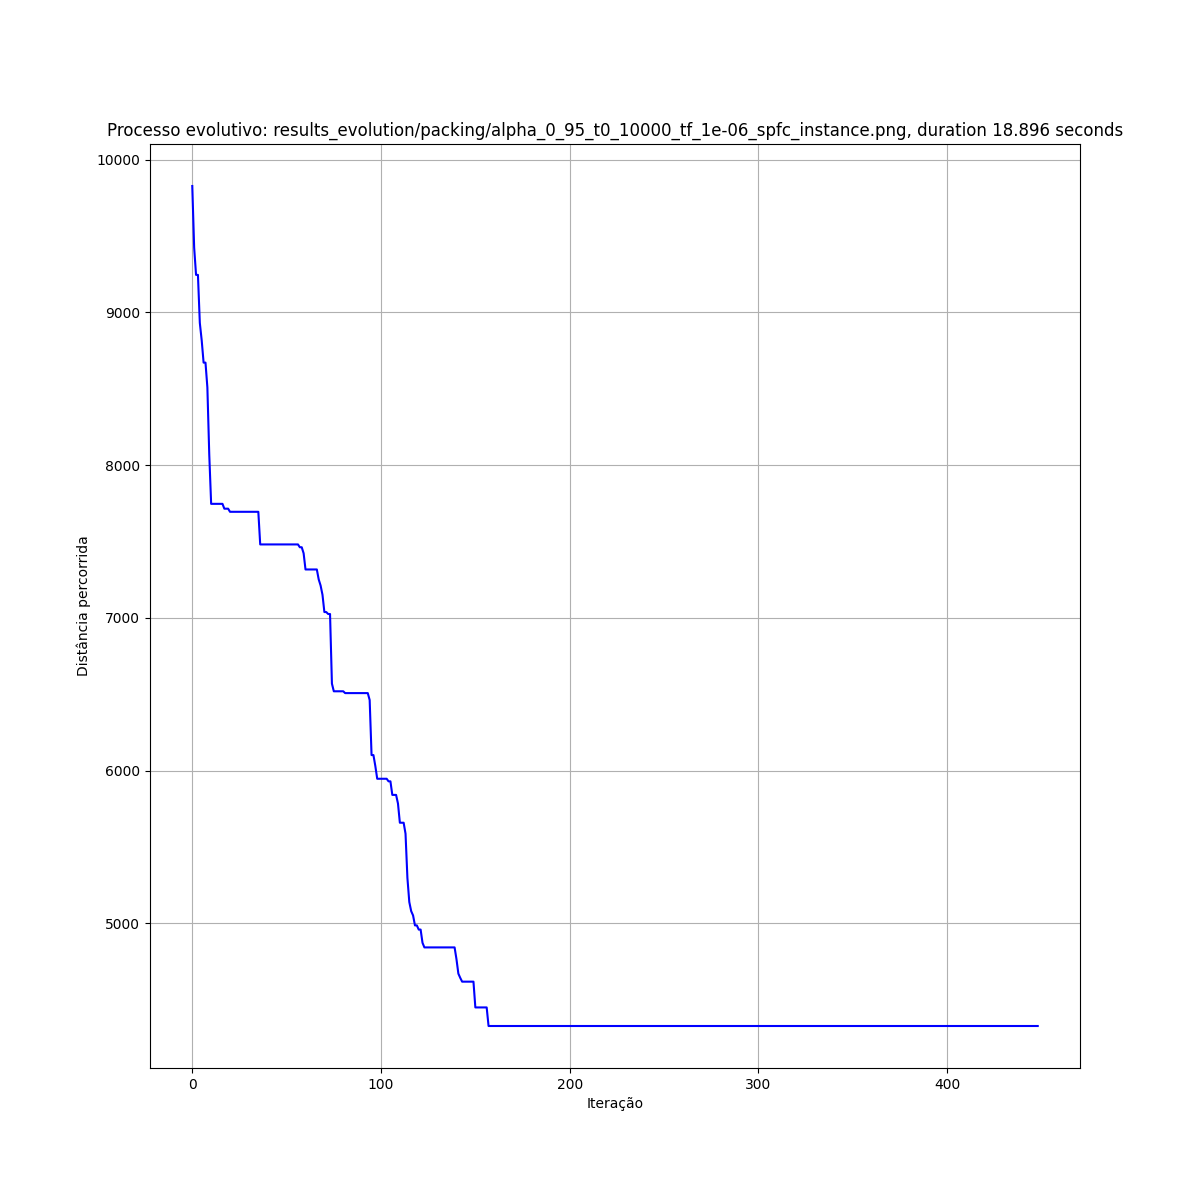 Processo evolutivo: results_evolution/packing/alpha_0_95_t0_10000_tf_1e-06_spfc_instance.png, duration 18.896 seconds
10000
9000
8000
7000
6000
5000
Distância percorrida
0 100 200 300 400
Iteração